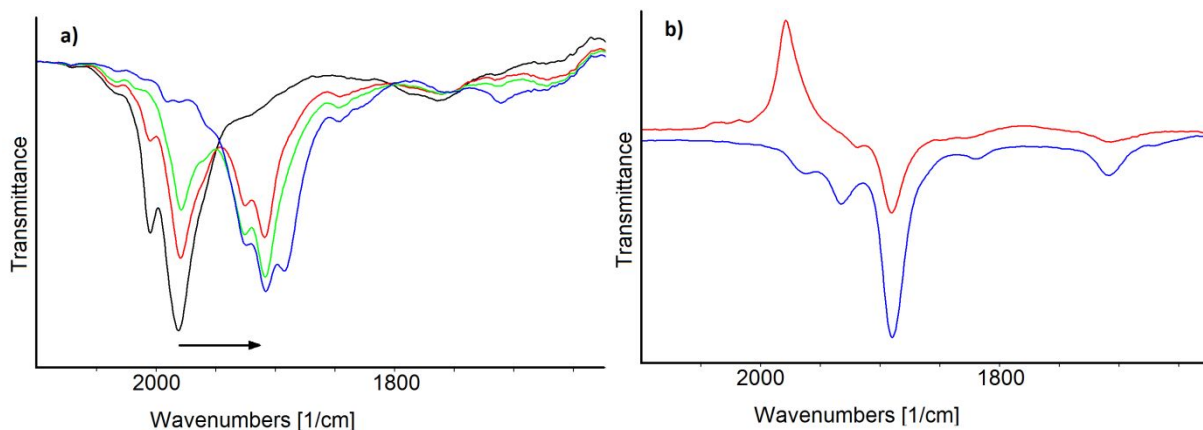 a)
Transmittance
2000
1800
Wavenumbers [1/cm]
b)
Transmittance
2000
1800
Wavenumbers [1/cm]